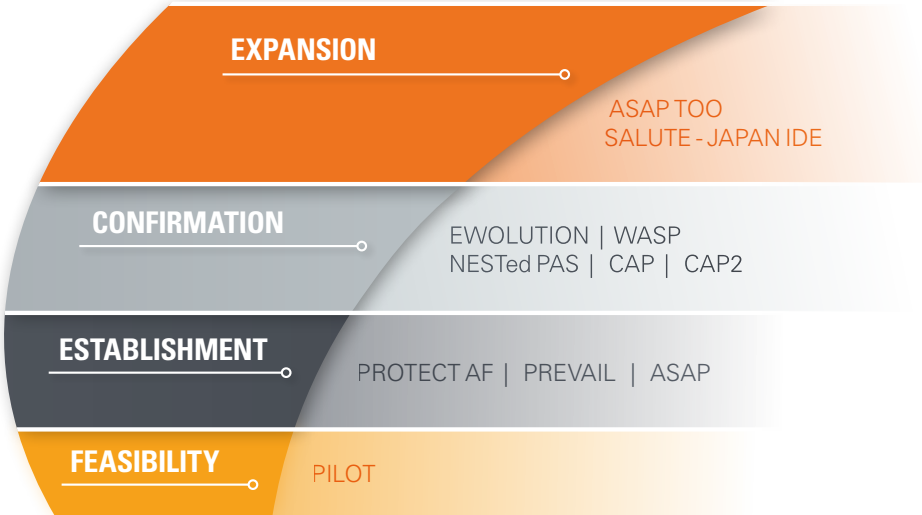 EXPANSION
ASAP TOO
SALUTE - JAPAN IDE
CONFIRMATION
EWOLUTION | WASP
NESTed PAS | CAP | CAP2
ESTABLISHMENT
PROTECT AF | PREVAIL | ASAP
FEASIBILITY
PILOT